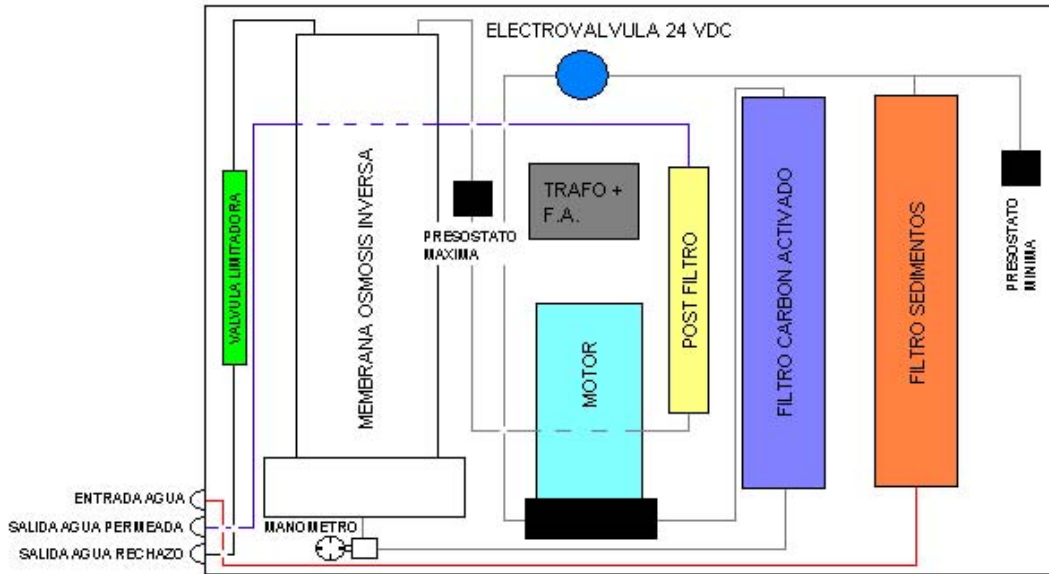 ELECTROVALVULA 24 VDC
VALVULA LIMITADORA
MEMBRANA OSMOSIS INVERSA
PRESOSTATO
MAXIMA
TRAFO +
F.A.
MOTOR
POST FILTRO
FILTRO CARBON ACTIVADO
FILTRO SEDIMENTOS
PRESOSTATO
MINIMA
ENTRADA AGUA
SALIDA AGUA PERMEADA
SALIDA AGUA RECHAZO
MANOMETRO